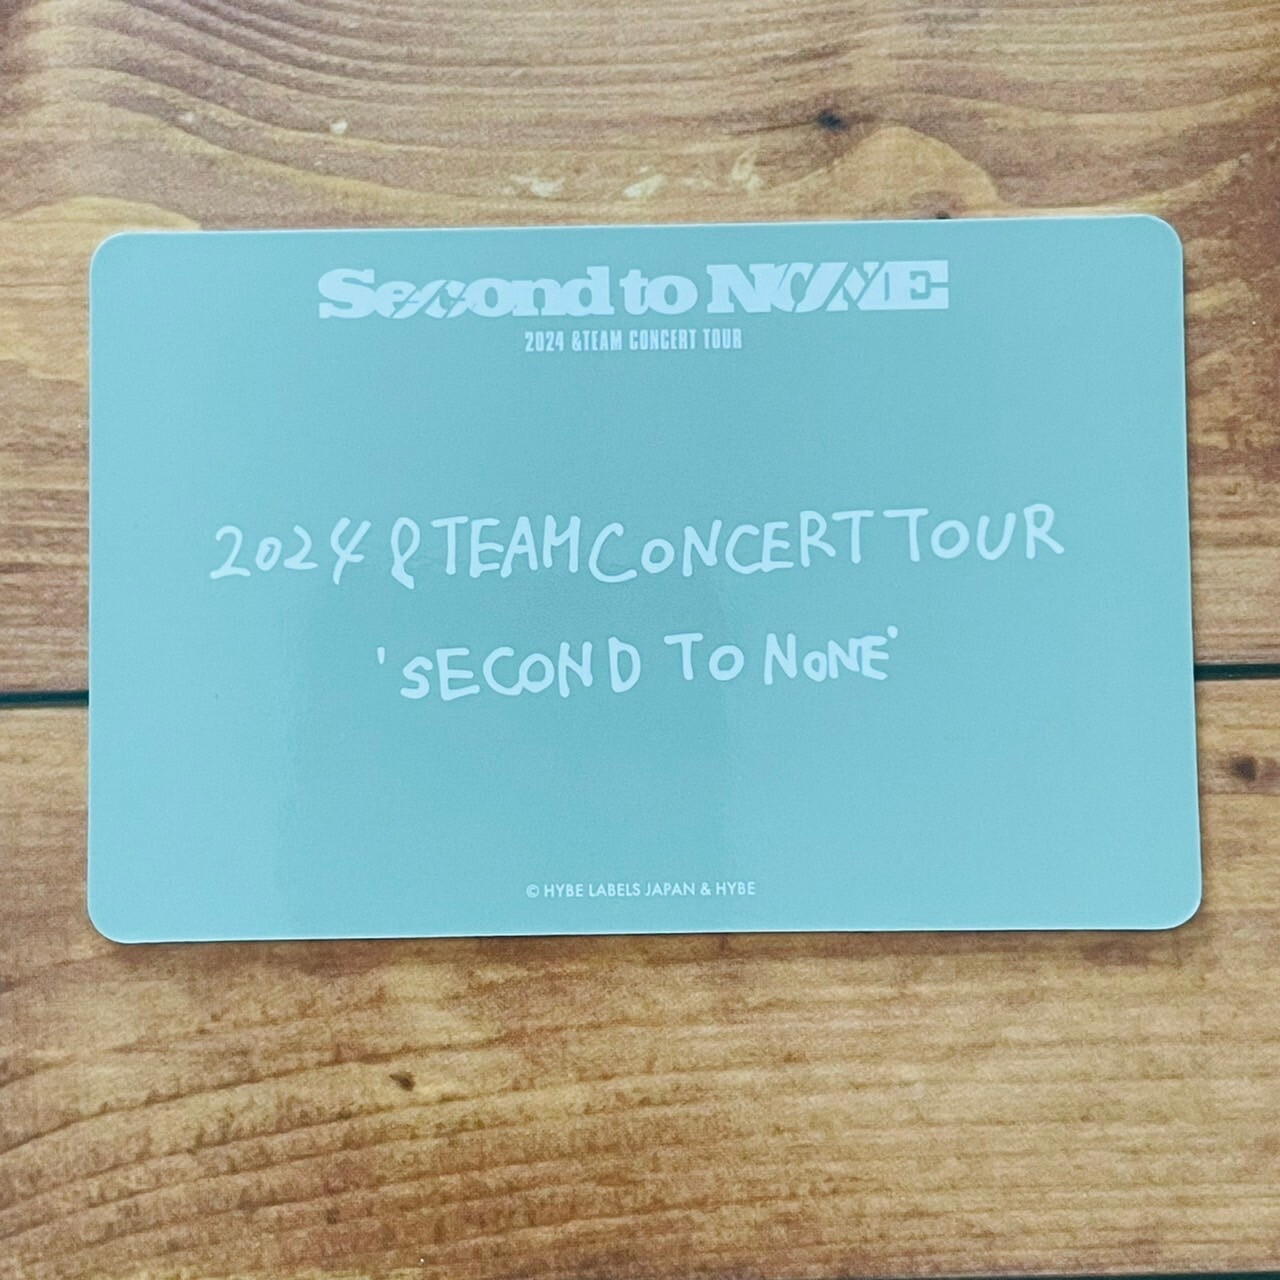 Second to NONE
2024 &TEAM CONCERT TOUR
2024 &TEAM CONCERT TOUR
'SECOND TO NONE'
© HYBE LABELS JAPAN & HYBE